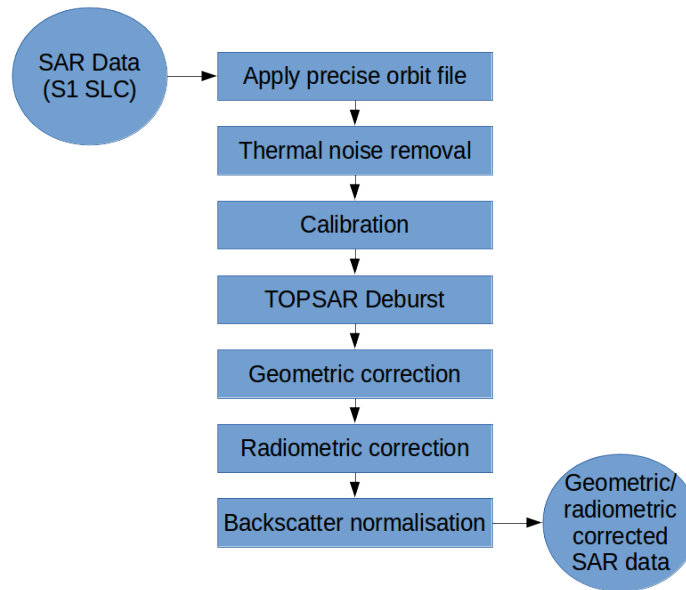 SAR Data
(S1 SLC)
Apply precise orbit file
Thermal noise removal
Calibration
TOPSAR Deburst
Geometric correction
Radiometric correction
Backscatter normalisation
Geometric/
radiometric
corrected
SAR data